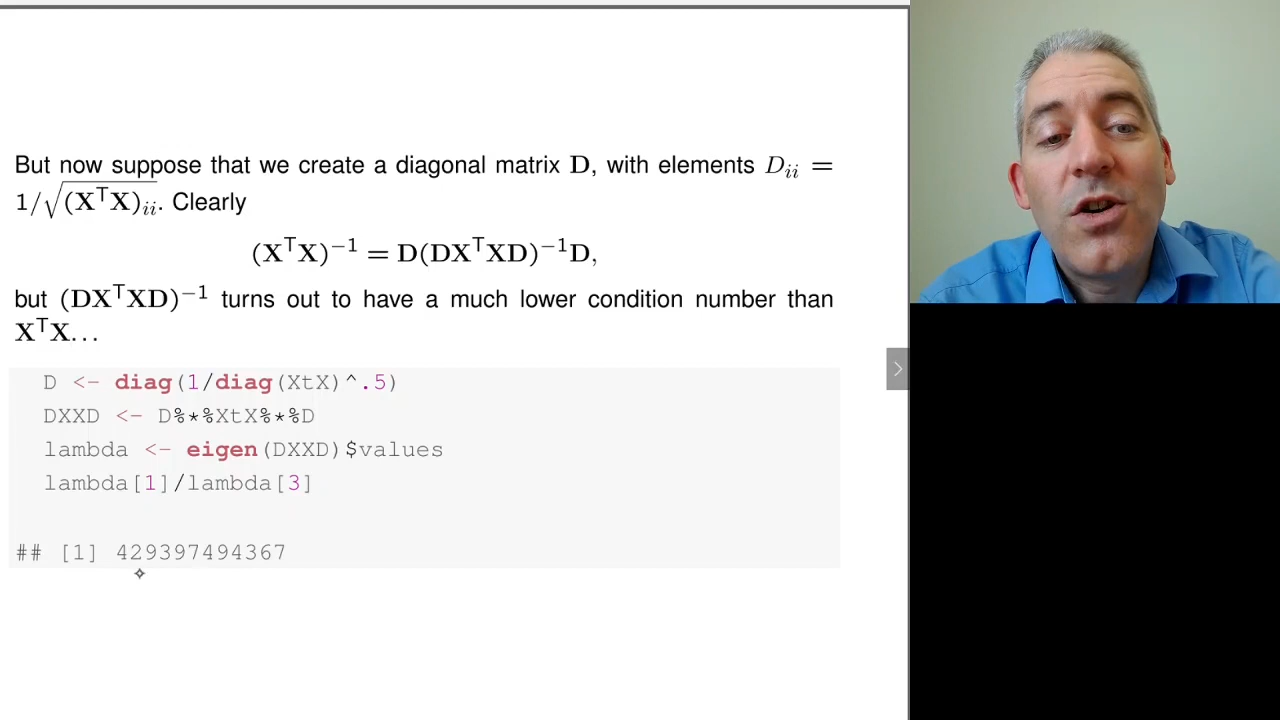 But now suppose that we create a diagonal matrix D, with elements Dᵢᵢ =
1/√(XᵀX)ᵢᵢ. Clearly
(XᵀX)⁻¹ = D(DXᵀXD)⁻¹D,
but (DXᵀXD)⁻¹ turns out to have a much lower condition number than
XᵀX...
D <- diag(1/diag(XtX)^.5)
DXXD <- D%*%XtX%*%D
lambda <- eigen(DXXD)$values
lambda[1]/lambda[3]
## [1] 429397494367